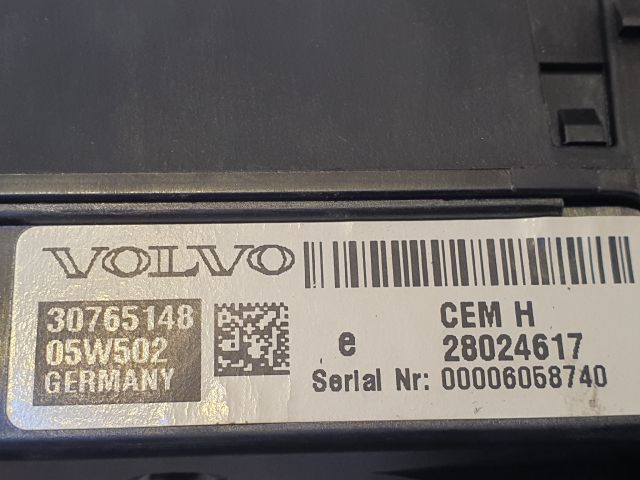 VOLVO
30765148
05W502
GERMANY
CEM H
e 28024617
Serial Nr: 00006058740